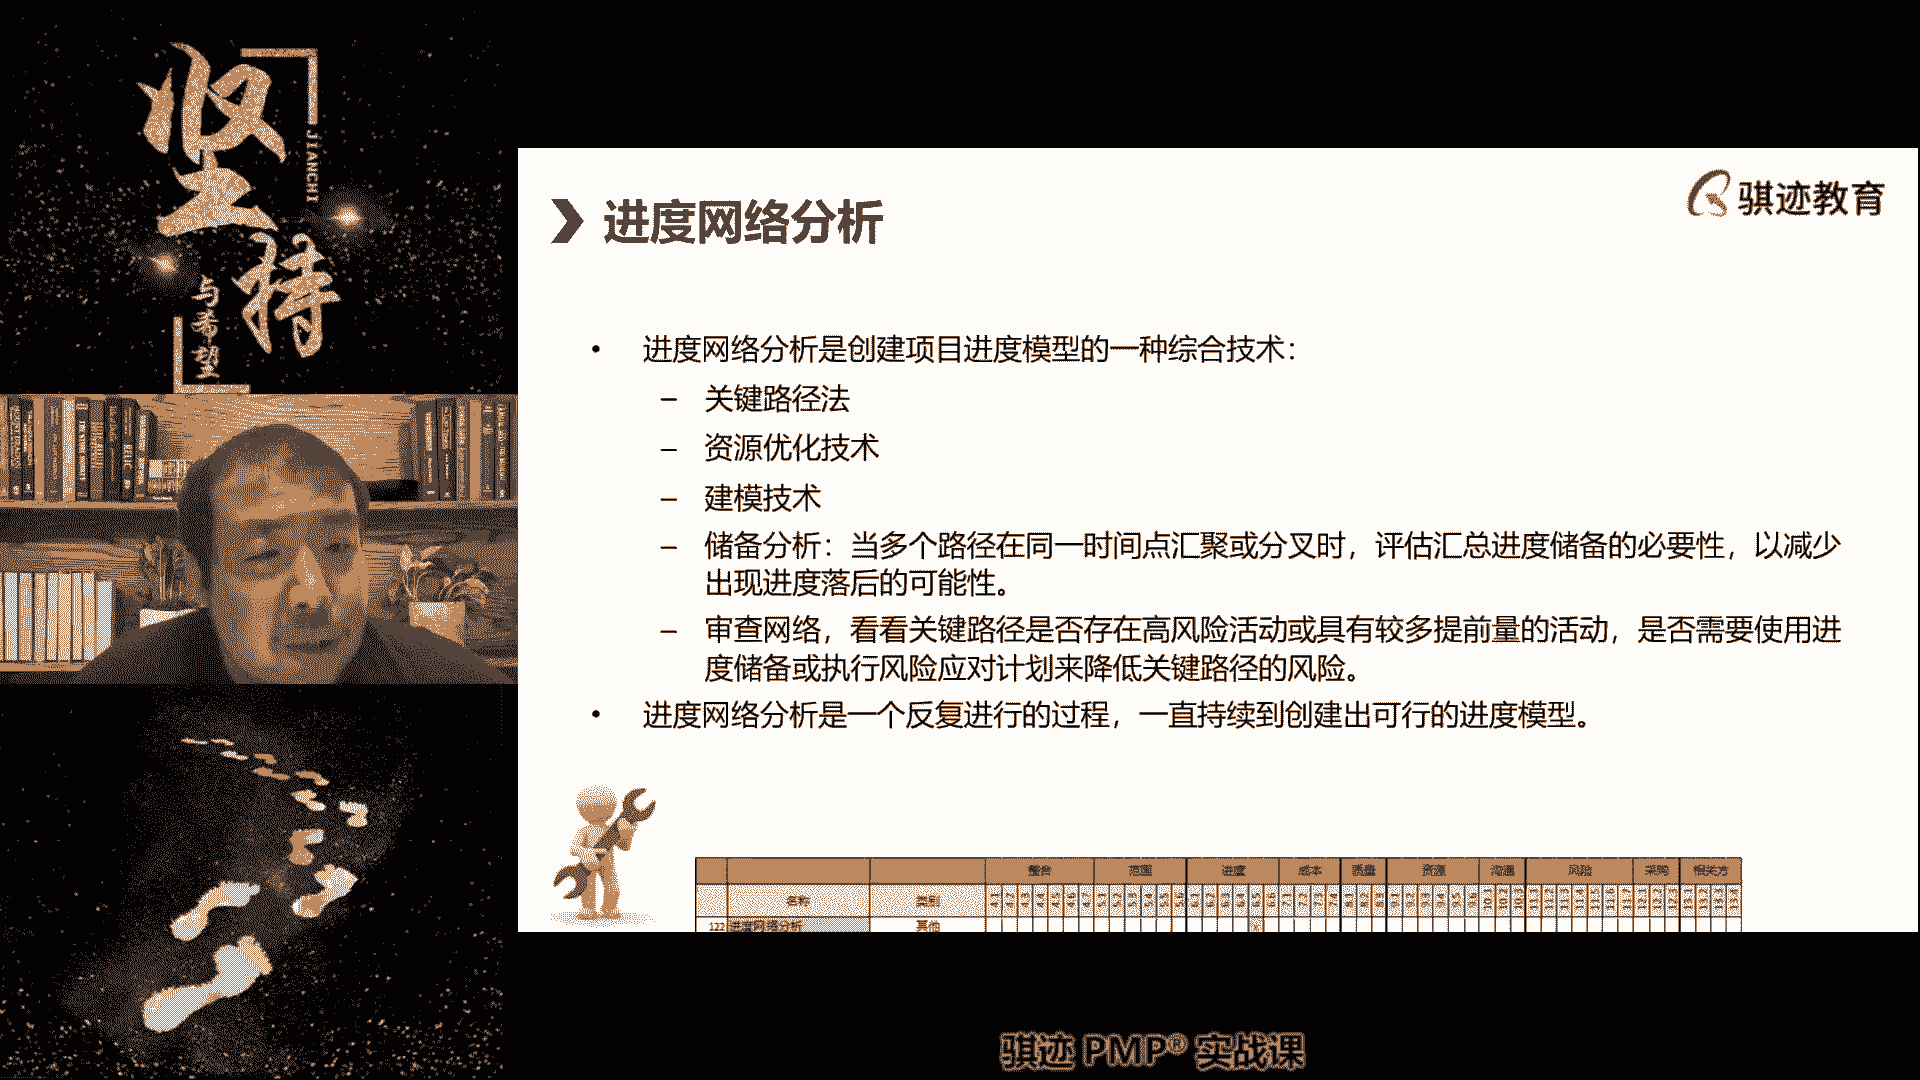 坚持
JIANCHI
与希望
进度网络分析
骐迹教育
• 进度网络分析是创建项目进度模型的一种综合技术：
– 关键路径法
– 资源优化技术
– 建模技术
– 储备分析：当多个路径在同一时间点汇聚或分叉时，评估汇总进度储备的必要性，以减少
出现进度落后的可能性。
– 审查网络，看看关键路径是否存在高风险活动或具有较多提前量的活动，是否需要使用进
度储备或执行风险应对计划来降低关键路径的风险。
• 进度网络分析是一个反复进行的过程，一直持续到创建出可行的进度模型。
整合 范围 进度 成本 质量 资源 沟通 风险 采购 相关方
名称 类别
122 进度网络分析 其他
骐迹 PMP® 实战课